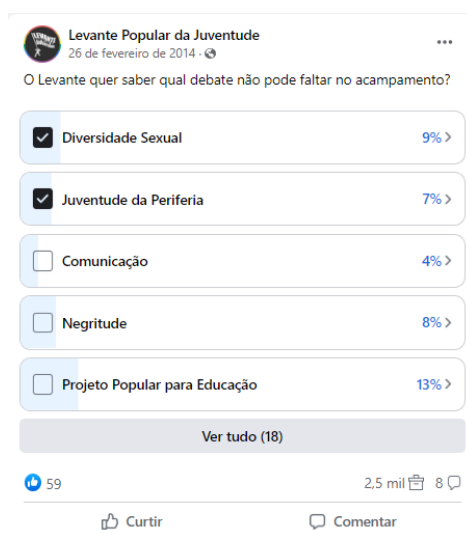 Levante Popular da Juventude
26 de fevereiro de 2014 ·
O Levante quer saber qual debate não pode faltar no acampamento?
Diversidade Sexual 9%
Juventude da Periferia 7%
Comunicação 4%
Negritude 8%
Projeto Popular para Educação 13%
Ver tudo (18)
59 2,5 mil 8
Curtir Comentar